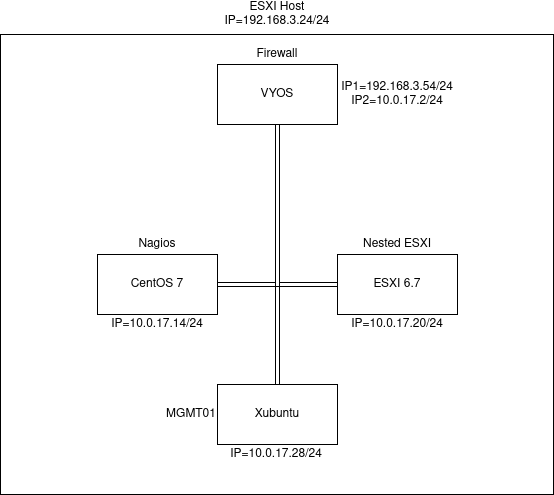 ESXI Host
IP=192.168.3.24/24
Firewall
VYOS
IP1=192.168.3.54/24
IP2=10.0.17.2/24
Nagios
Nested ESXI
CentOS 7
ESXI 6.7
IP=10.0.17.14/24
IP=10.0.17.20/24
MGMT01
Xubuntu
IP=10.0.17.28/24